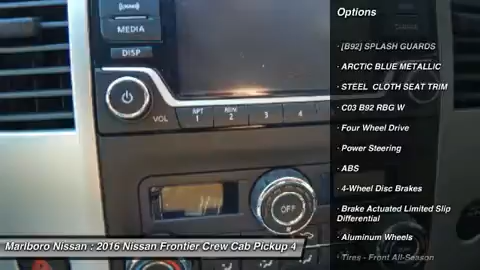 MEDIA
DISP
VOL
RPT
1
RDM
2
3
4
OFF
Options
· [B92] SPLASH GUARDS
· ARCTIC BLUE METALLIC
· STEEL  CLOTH SEAT TRIM
· C03 B92 RBG W
· Four Wheel Drive
· Power Steering
· ABS
· 4-Wheel Disc Brakes
· Brake Actuated Limited Slip
Differential
· Aluminum Wheels
· Tires - Front All-Season
Marlboro Nissan : 2016 Nissan Frontier Crew Cab Pickup 4